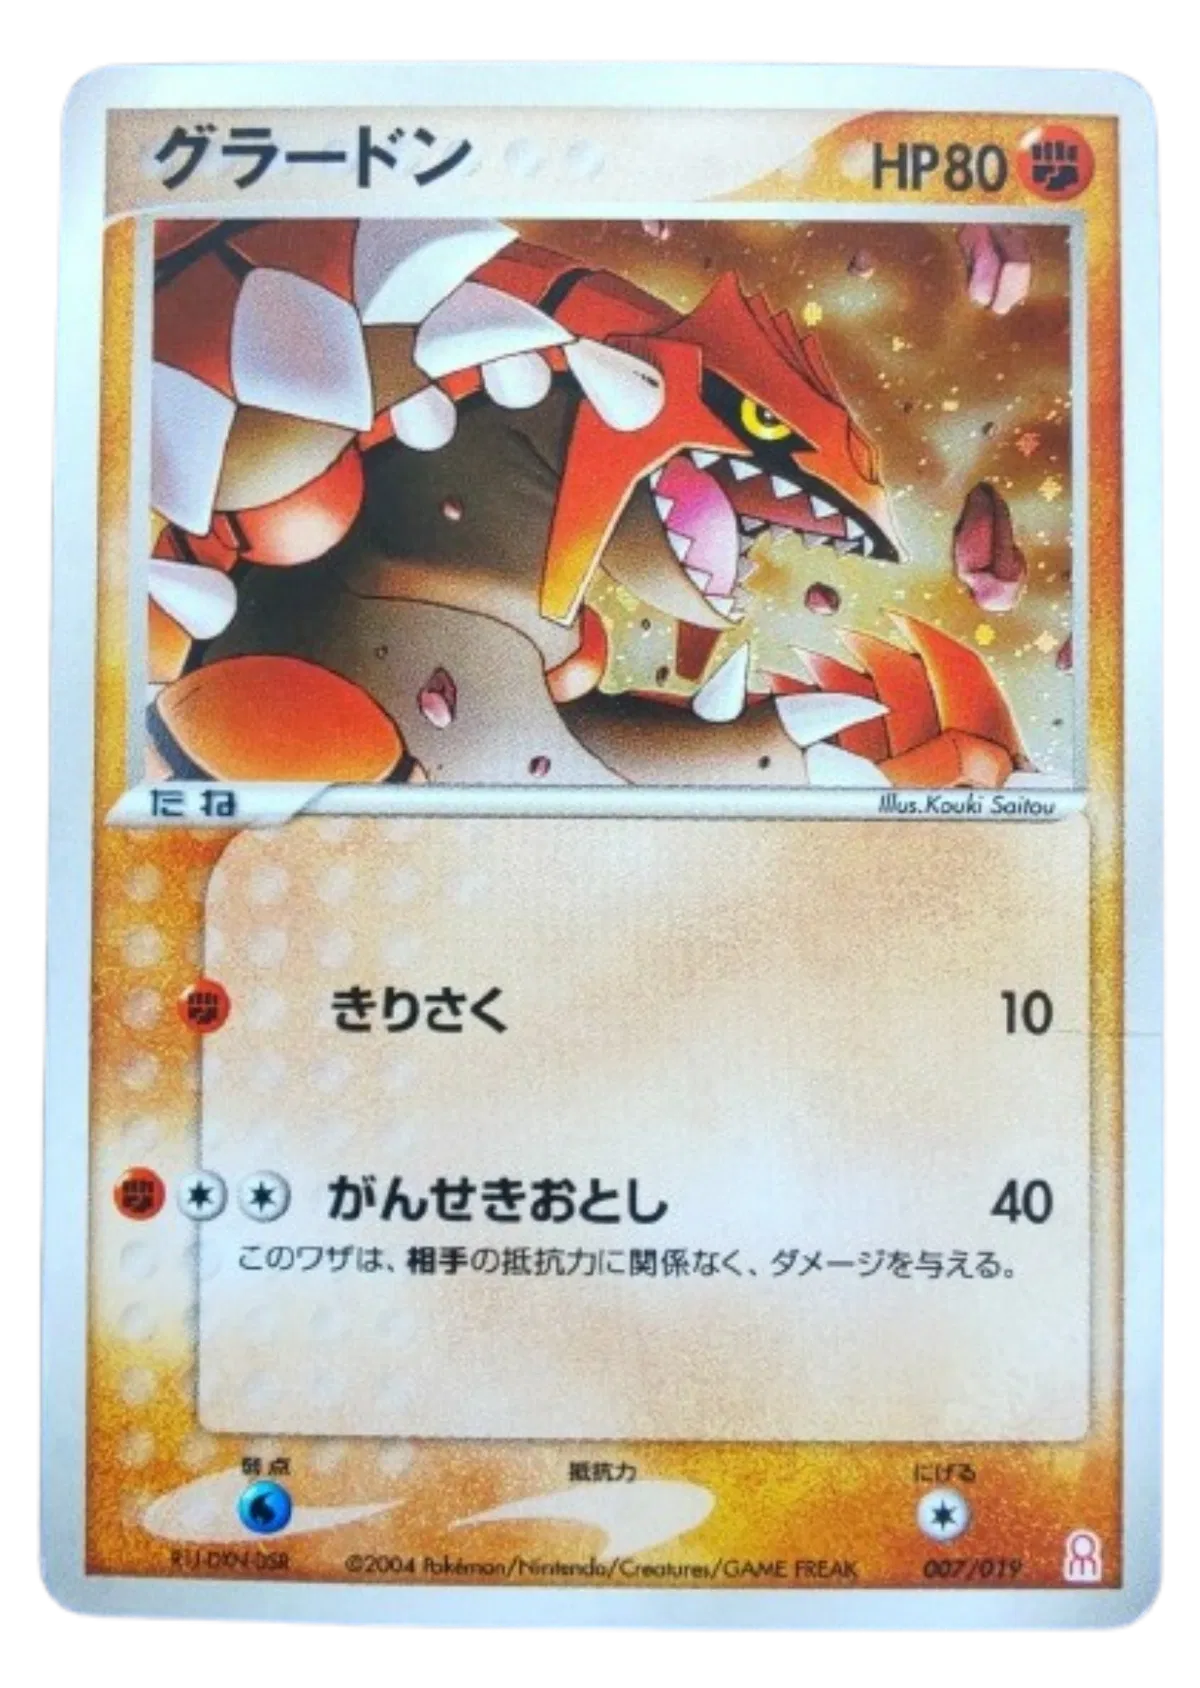 グラードン HP80
たね Illus.Kouki Saitou
きりさく 10
がんせきおとし 40
このワザは、相手の抵抗力に関係なく、ダメージを与える。
弱点 抵抗力 にげる
©2004 Pokémon/Nintendo/Creatures/GAME FREAK 007/019